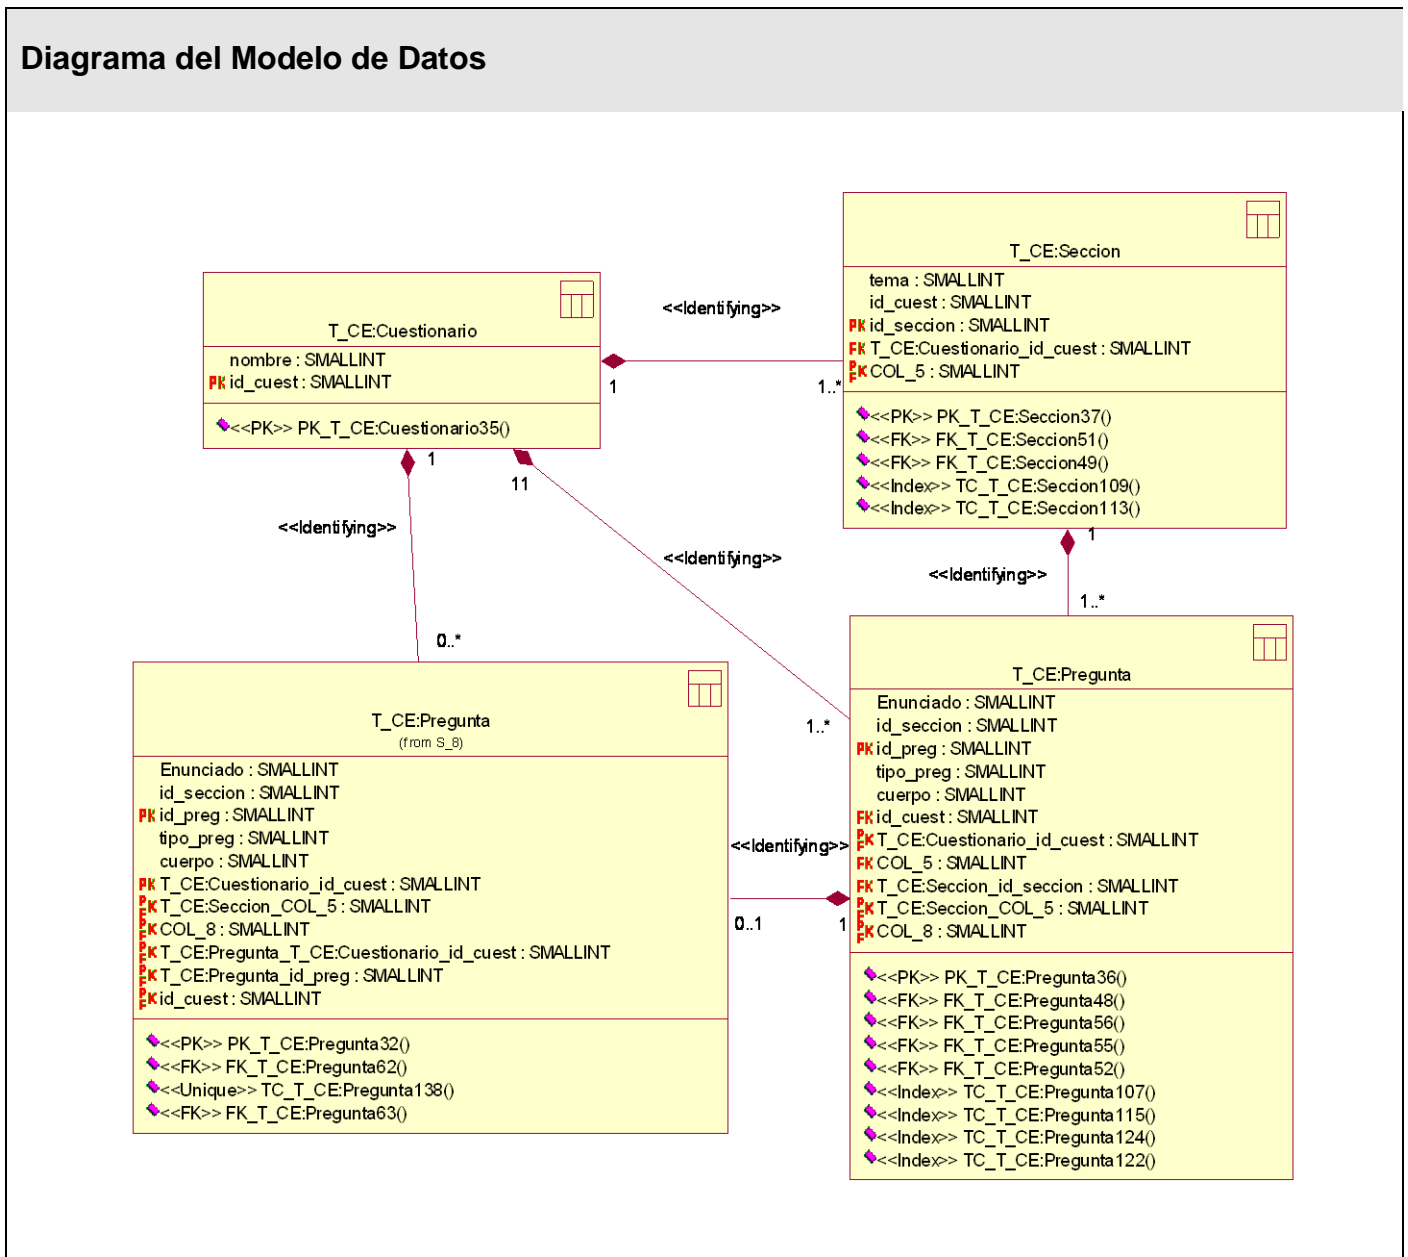 Diagrama del Modelo de Datos
T_CE:Seccion
tema : SMALLINT
id_cuest : SMALLINT
PK id_seccion : SMALLINT
FK T_CE:Cuestionario_id_cuest : SMALLINT
PFK COL_5 : SMALLINT
<<PK>> PK_T_CE:Seccion37()
<<FK>> FK_T_CE:Seccion51()
<<FK>> FK_T_CE:Seccion49()
<<Index>> TC_T_CE:Seccion109()
<<Index>> TC_T_CE:Seccion113()
T_CE:Cuestionario
nombre : SMALLINT
PK id_cuest : SMALLINT
<<PK>> PK_T_CE:Cuestionario35()
<<Identifying>>
1
1..*
1
<<Identifying>>
0..*
11
<<Identifying>>
1..*
1
<<Identifying>>
1..*
T_CE:Pregunta
(from S_8)
Enunciado : SMALLINT
id_seccion : SMALLINT
PK id_preg : SMALLINT
tipo_preg : SMALLINT
cuerpo : SMALLINT
PK T_CE:Cuestionario_id_cuest : SMALLINT
PFK T_CE:Seccion_COL_5 : SMALLINT
PFK COL_8 : SMALLINT
PFK T_CE:Pregunta_T_CE:Cuestionario_id_cuest : SMALLINT
PFK T_CE:Pregunta_id_preg : SMALLINT
PFK id_cuest : SMALLINT
<<PK>> PK_T_CE:Pregunta32()
<<FK>> FK_T_CE:Pregunta62()
<<Unique>> TC_T_CE:Pregunta138()
<<FK>> FK_T_CE:Pregunta63()
<<Identifying>>
0..1
1
T_CE:Pregunta
Enunciado : SMALLINT
id_seccion : SMALLINT
PK id_preg : SMALLINT
tipo_preg : SMALLINT
cuerpo : SMALLINT
FK id_cuest : SMALLINT
PFK T_CE:Cuestionario_id_cuest : SMALLINT
FK COL_5 : SMALLINT
FK T_CE:Seccion_id_seccion : SMALLINT
PFK T_CE:Seccion_COL_5 : SMALLINT
PFK COL_8 : SMALLINT
<<PK>> PK_T_CE:Pregunta36()
<<FK>> FK_T_CE:Pregunta48()
<<FK>> FK_T_CE:Pregunta56()
<<FK>> FK_T_CE:Pregunta55()
<<FK>> FK_T_CE:Pregunta52()
<<Index>> TC_T_CE:Pregunta107()
<<Index>> TC_T_CE:Pregunta115()
<<Index>> TC_T_CE:Pregunta124()
<<Index>> TC_T_CE:Pregunta122()